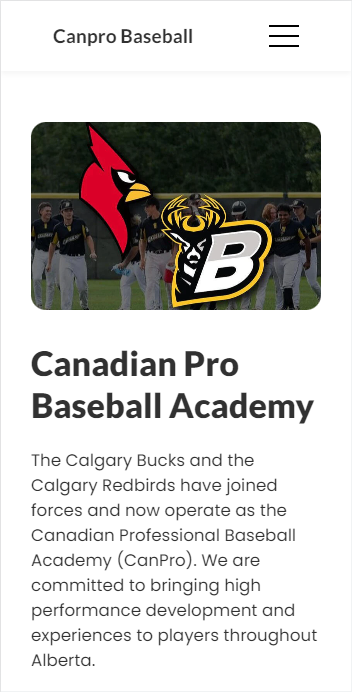 Canpro Baseball
B
Canadian Pro
Baseball Academy
The Calgary Bucks and the
Calgary Redbirds have joined
forces and now operate as the
Canadian Professional Baseball
Academy (CanPro). We are
committed to bringing high
performance development and
experiences to players throughout
Alberta.